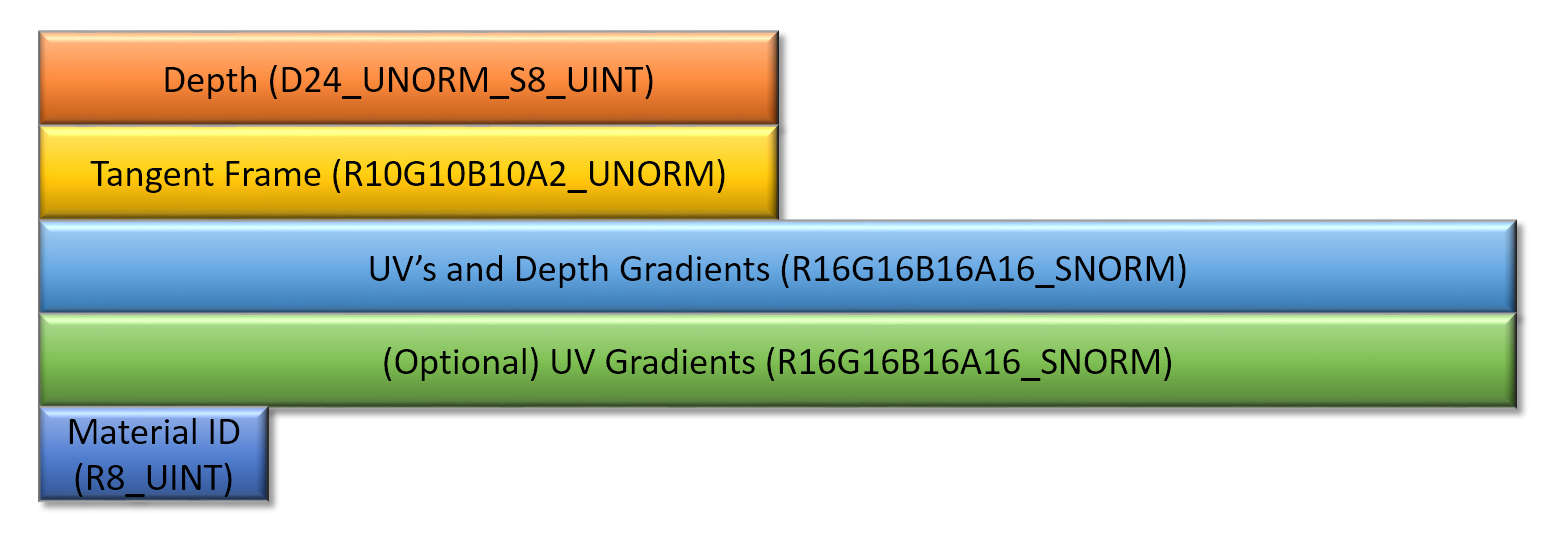 Depth (D24_UNORM_S8_UINT)
Tangent Frame (R10G10B10A2_UNORM)
UV’s and Depth Gradients (R16G16B16A16_SNORM)
(Optional) UV Gradients (R16G16B16A16_SNORM)
Material ID
(R8_UINT)